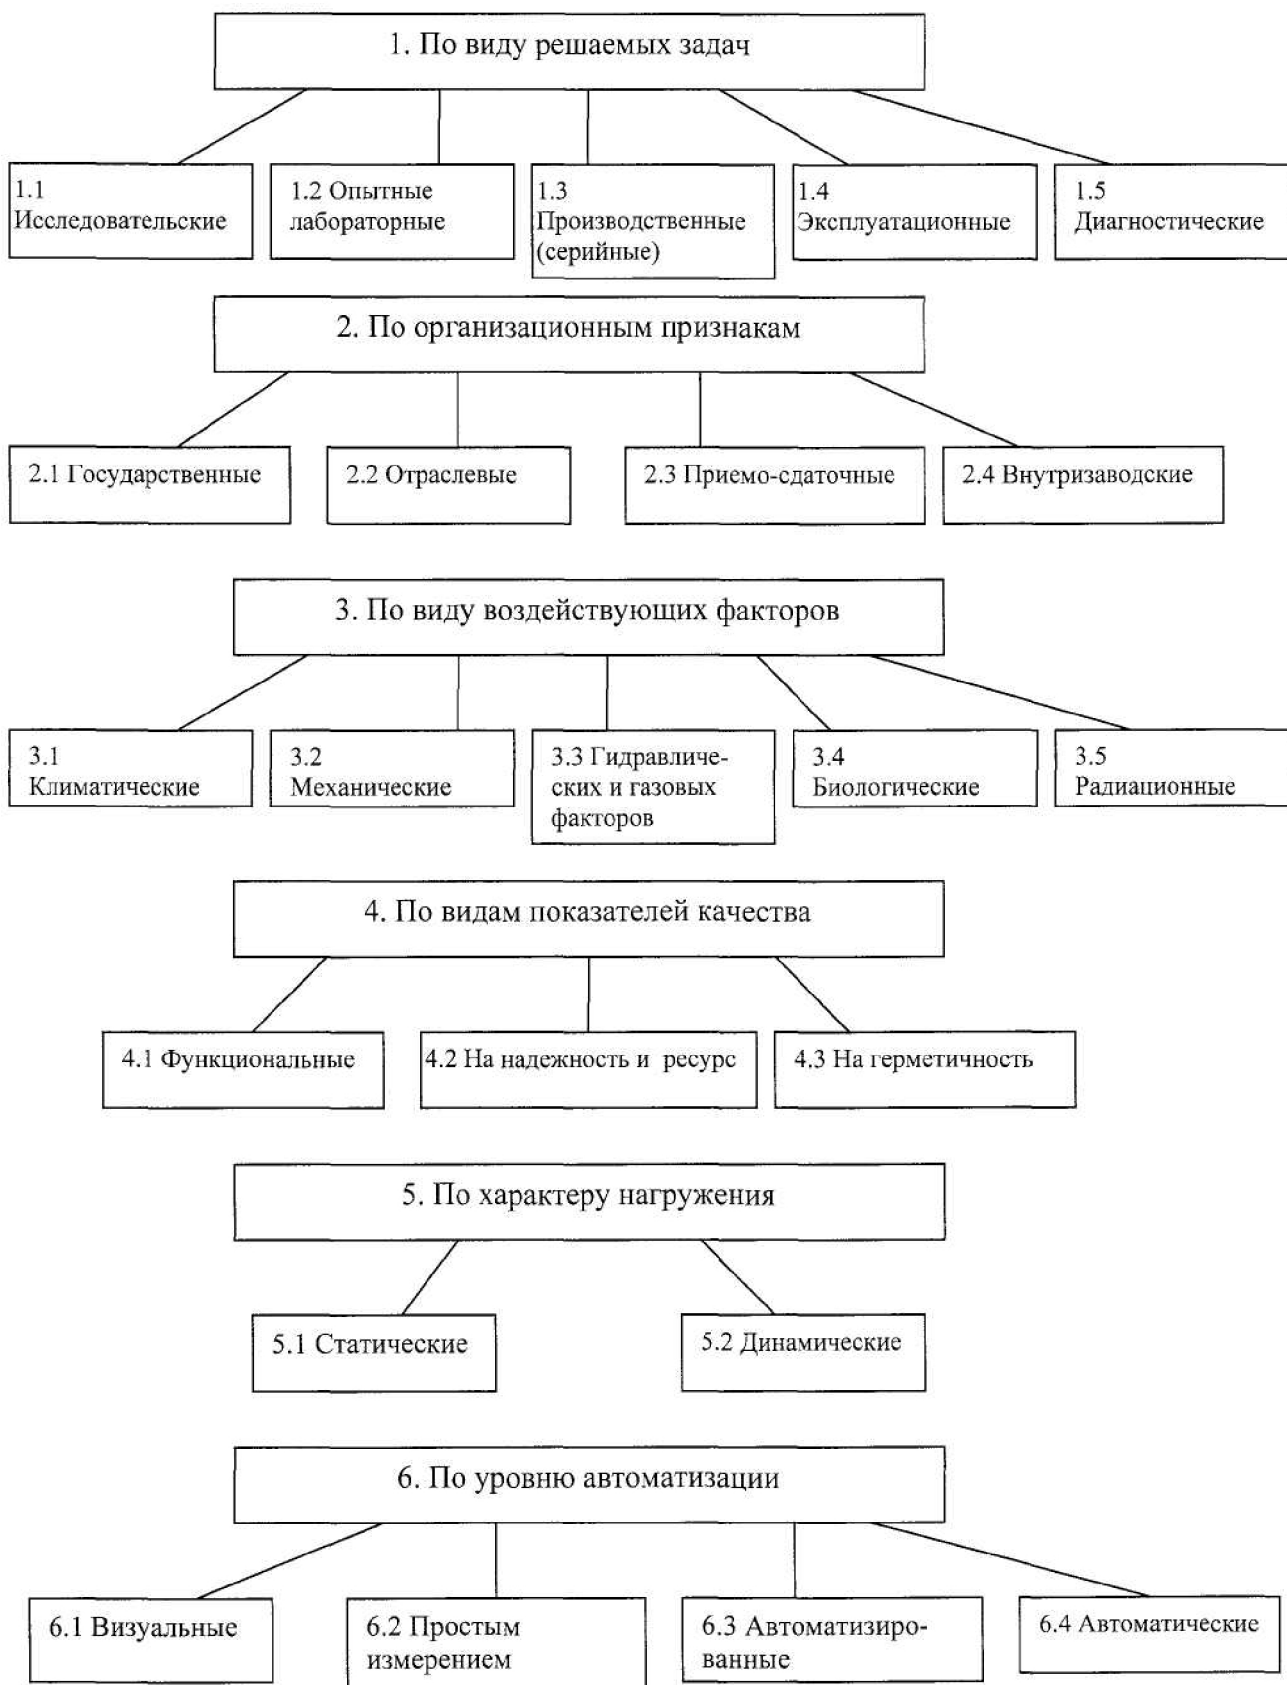 1. По виду решаемых задач
1.1
Исследовательские
1.2 Опытные
лабораторные
1.3
Производственные
(серийные)
1.4
Эксплуатационные
1.5
Диагностические
2. По организационным признакам
2.1 Государственные
2.2 Отраслевые
2.3 Приемо-сдаточные
2.4 Внутризаводские
3. По виду воздействующих факторов
3.1
Климатические
3.2
Механические
3.3 Гидравличе-
ских и газовых
факторов
3.4
Биологические
3.5
Радиационные
4. По видам показателей качества
4.1 Функциональные
4.2 На надежность и ресурс
4.3 На герметичность
5. По характеру нагружения
5.1 Статические
5.2 Динамические
6. По уровню автоматизации
6.1 Визуальные
6.2 Простым
измерением
6.3 Автоматизиро-
ванные
6.4 Автоматические